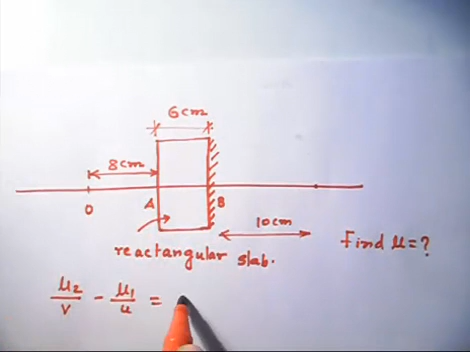 6cm
8cm
A
B
O
10cm
reactangular slab.
find μ=?
μ₂/v - μ₁/u =